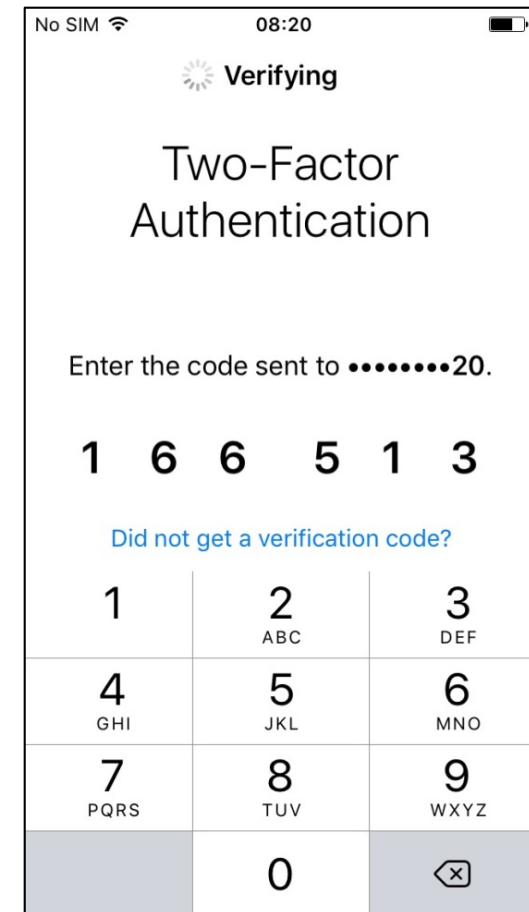 No SIM 08:20
Verifying
Two-Factor
Authentication
Enter the code sent to ••••••••20.
1 6 6 5 1 3
Did not get a verification code?
1 2 3
ABC DEF
4 5 6
GHI JKL MNO
7 8 9
PQRS TUV WXYZ
0